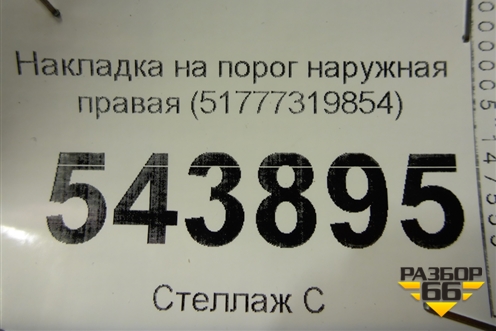 Накладка на порог наружная
правая (51777319854)
543895
Стеллаж С
РАЗБОР
66